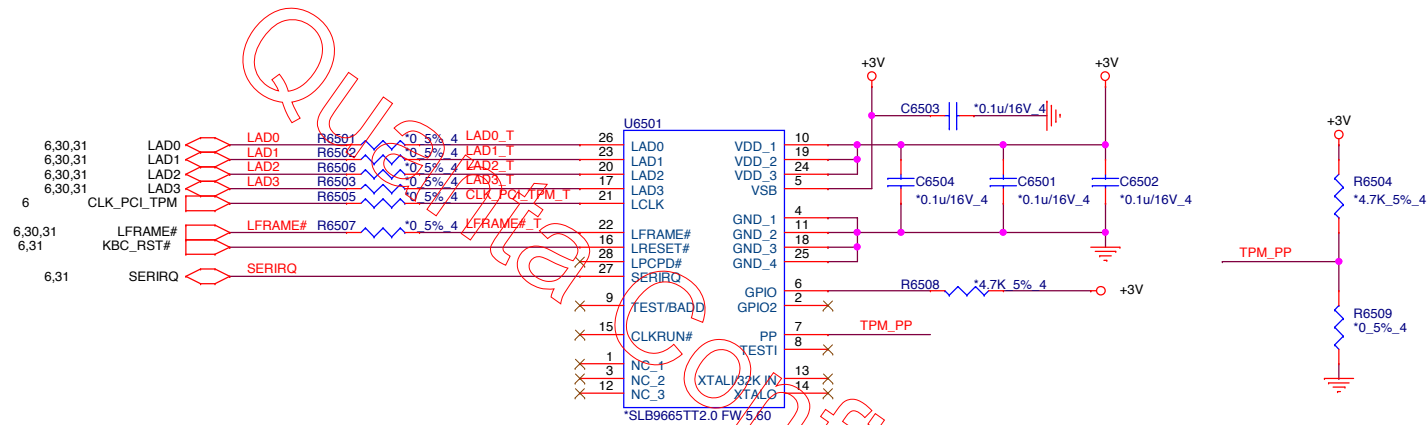 +3V
+3V
+3V
C6503
*0.1u/16V_4
U6501
6,30,31 LAD0 LAD0 R6501 *0_5%_4 LAD0_T 26 LAD0 VDD_1 10
6,30,31 LAD1 LAD1 R6502 *0_5%_4 LAD1_T 23 LAD1 VDD_2 19
6,30,31 LAD2 LAD2 R6506 *0_5%_4 LAD2_T 20 LAD2 VDD_3 24
6,30,31 LAD3 LAD3 R6503 *0_5%_4 LAD3_T 17 LAD3 VSB 5
6 CLK_PCI_TPM R6505 *0_5%_4 CLK_PCI_TPM_T 21 LCLK
C6504
*0.1u/16V_4
C6501
*0.1u/16V_4
C6502
*0.1u/16V_4
R6504
*4.7K_5%_4
GND_1 4
6,30,31 LFRAME# LFRAME# R6507 *0_5%_4 LFRAME#_T 22 LFRAME# GND_2 11
6,31 KBC_RST# 16 LRESET# GND_3 18
28 LPCPD# GND_4 25
6,31 SERIRQ SERIRQ 27 SERIRQ
TPM_PP
GPIO 6 R6508 *4.7K_5%_4 +3V
9 TEST/BADD GPIO2 2
R6509
*0_5%_4
15 CLKRUN# PP 7 TPM_PP
TESTI 8
1 NC_1
3 NC_2 XTALI/32K IN 13
12 NC_3 XTALO 14
*SLB9665TT2.0 FW 5.60
Quanta Conf